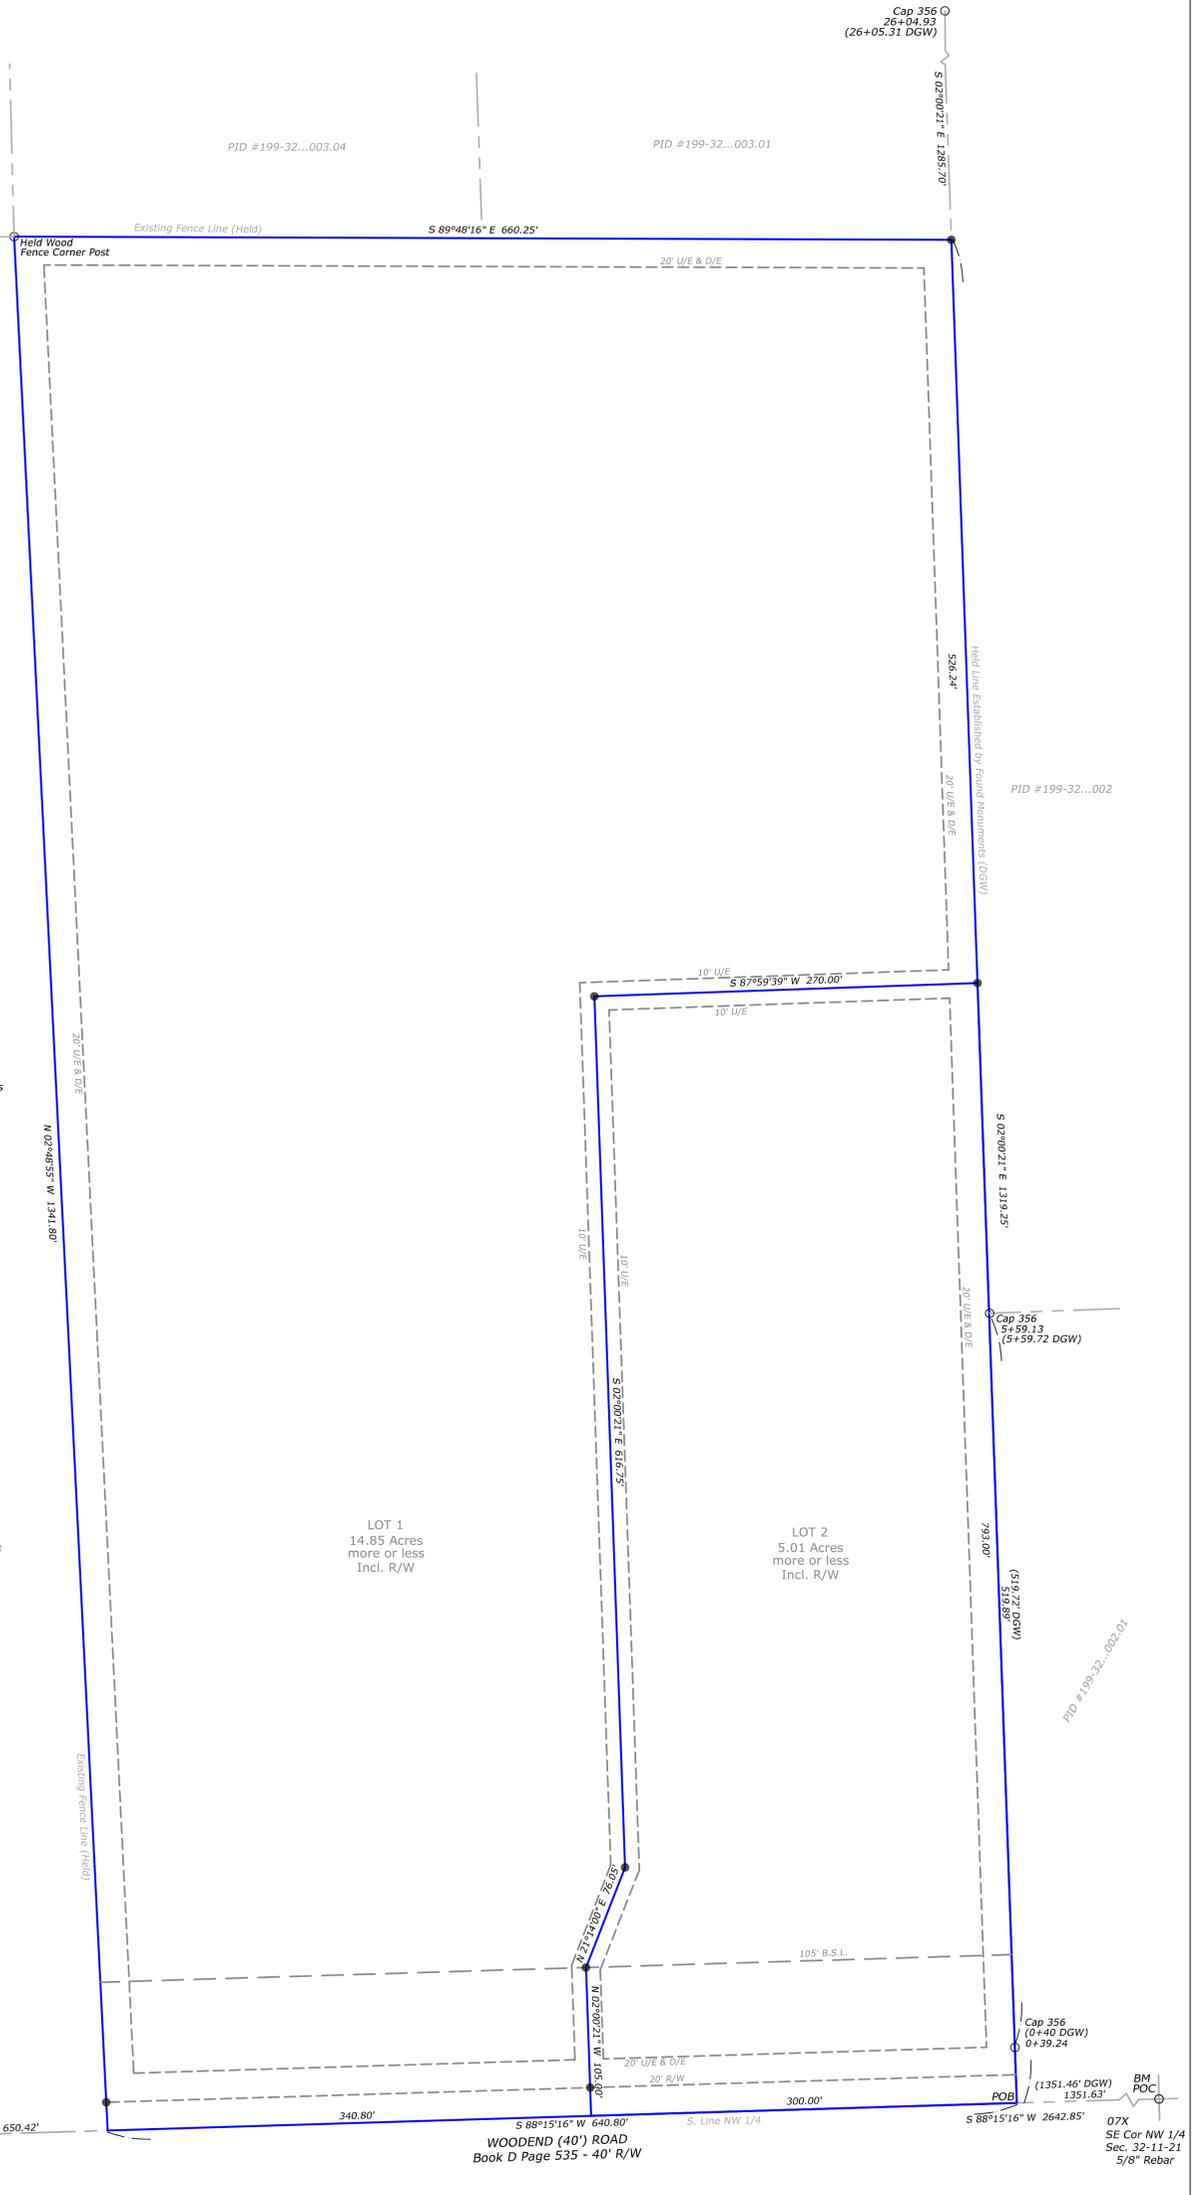 Cap 356
26+04.93
(26+05.31 DGW)
S 02°00'21" E 1285.70'
PID #199-32...003.04
PID #199-32...003.01
Existing Fence Line (Held)
S 89°48'16" E 660.25'
Held Wood
Fence Corner Post
20' U/E & D/E
526.24'
Held Line Established by Found Monuments (DGW)
20' U/E & D/E
PID #199-32...002
10' U/E
S 87°59'39" W 270.00'
10' U/E
20' U/E & D/E
s
N 02°48'55" W 1341.80'
S 02°00'21" E 1319.25'
10' U/E
10' U/E
20' U/E & D/E
Cap 356
5+59.13
(5+59.72 DGW)
S 02°00'21" E 616.75'
LOT 1
14.85 Acres
more or less
Incl. R/W
LOT 2
5.01 Acres
more or less
Incl. R/W
793.00'
(519.72' DGW)
519.89'
PID #199-32...002.01
Existing Fence Line (Held)
N 21°14'00" E 76.05'
105' B.S.L.
N 02°00'21" W 105.00'
Cap 356
(0+40 DGW)
0+39.24
20' U/E & D/E
20' R/W
BM
POC
(1351.46' DGW)
1351.63'
POB
650.42'
340.80'
300.00'
S 88°15'16" W 640.80'
S. Line NW 1/4
S 88°15'16" W 2642.85'
WOODEND (40') ROAD
Book D Page 535 - 40' R/W
07X
SE Cor NW 1/4
Sec. 32-11-21
5/8" Rebar